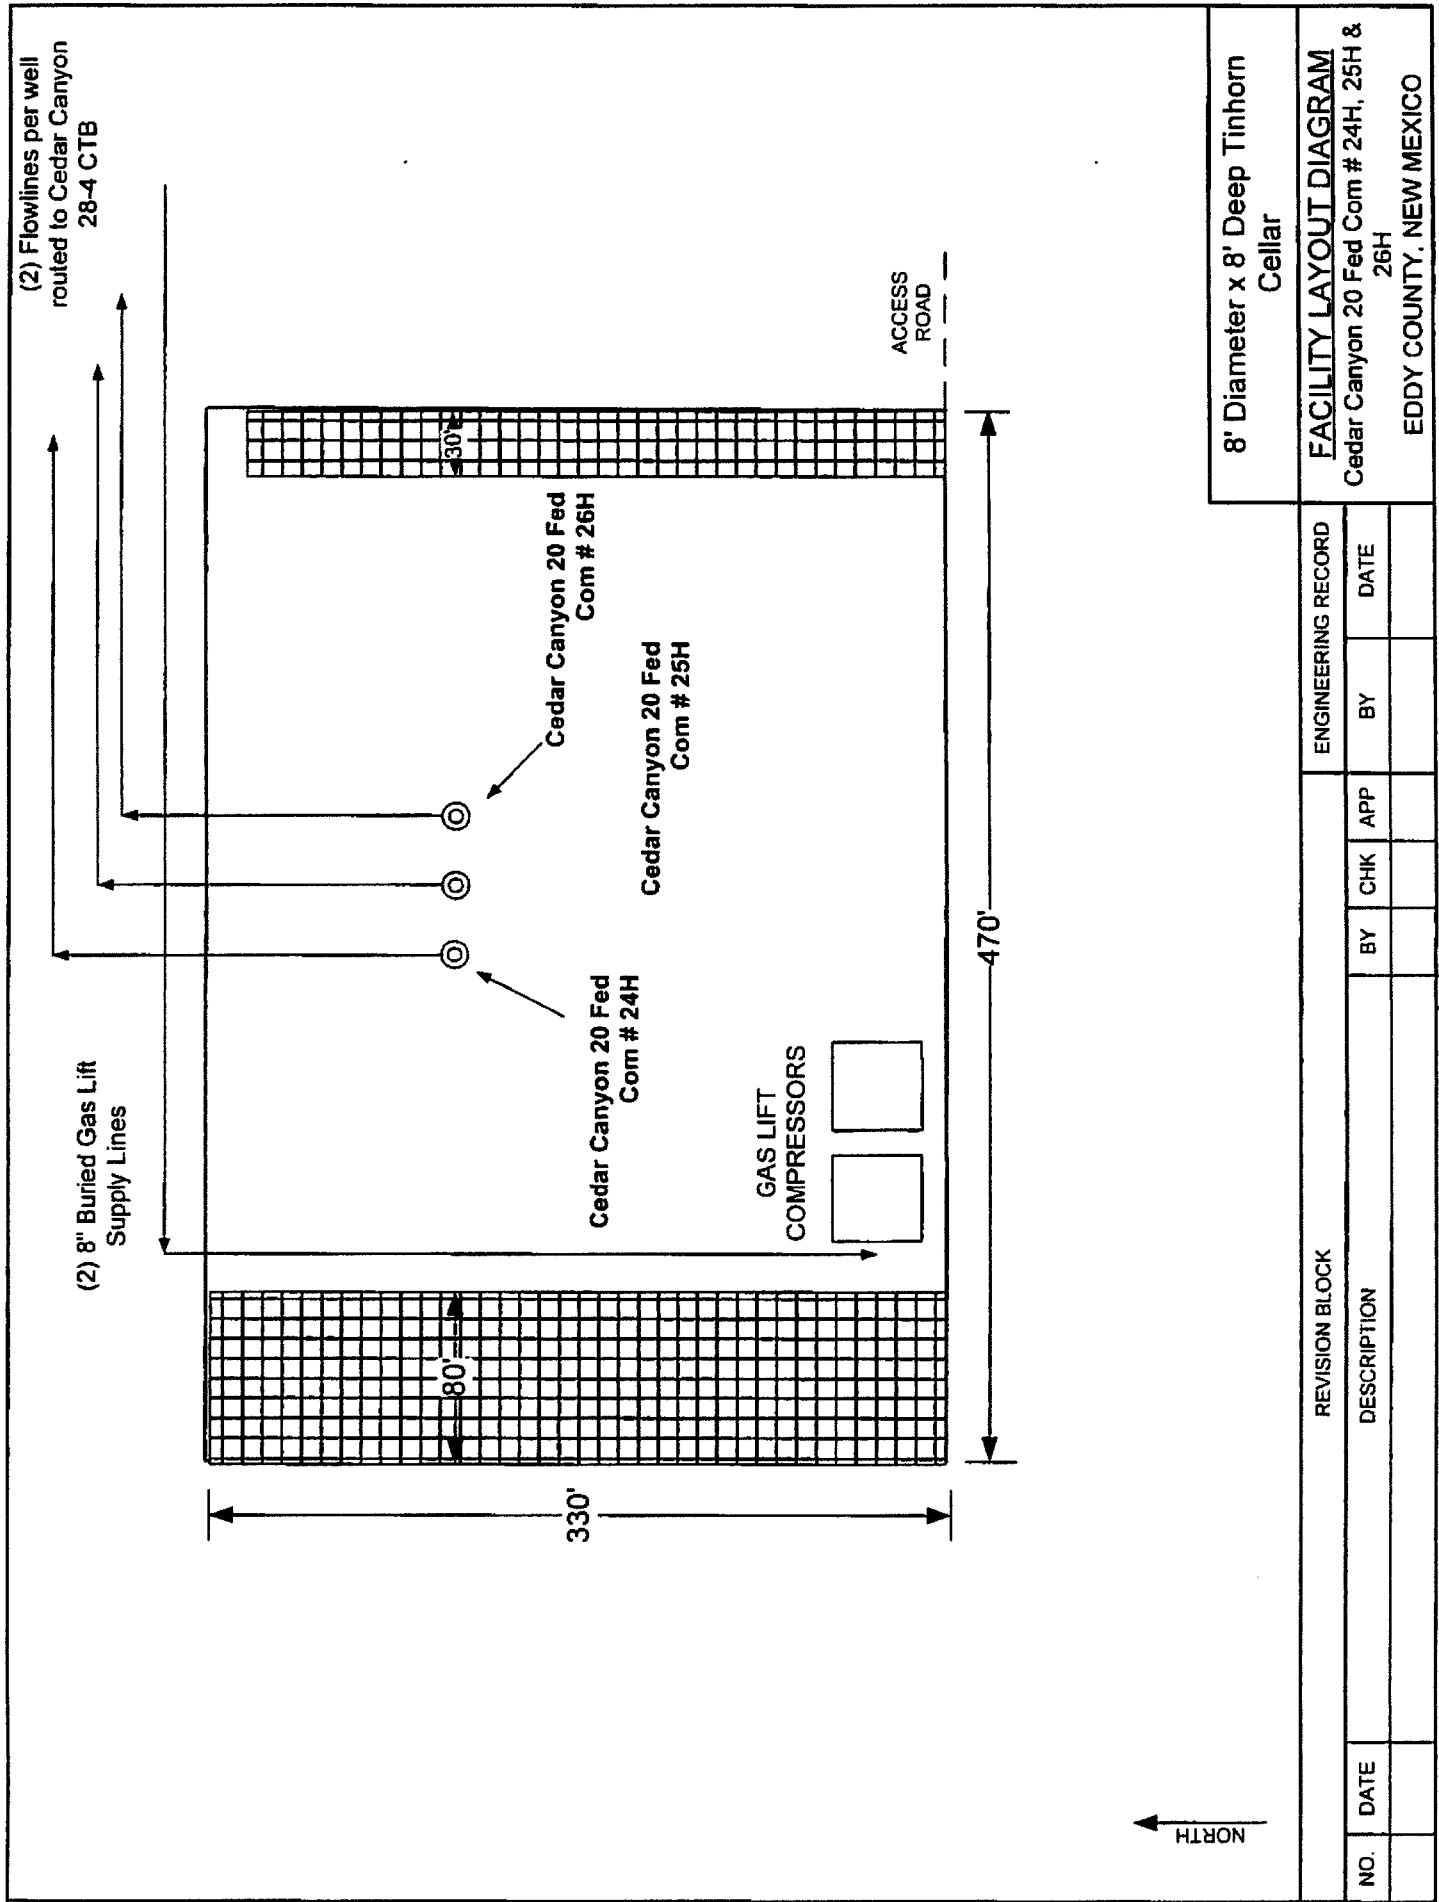 (2) Flowlines per well
routed to Cedar Canyon
28-4 CTB
(2) 8" Buried Gas Lift
Supply Lines
30'
80'
Cedar Canyon 20 Fed
Com # 26H
Cedar Canyon 20 Fed
Com # 25H
Cedar Canyon 20 Fed
Com # 24H
GAS LIFT
COMPRESSORS
330'
470'
ACCESS
ROAD
NORTH
8' Diameter x 8' Deep Tinhorn
Cellar
REVISION BLOCK
ENGINEERING RECORD
NO.
DATE
DESCRIPTION
BY
CHK
APP
BY
DATE
FACILITY LAYOUT DIAGRAM
Cedar Canyon 20 Fed Com # 24H, 25H &
26H
EDDY COUNTY, NEW MEXICO